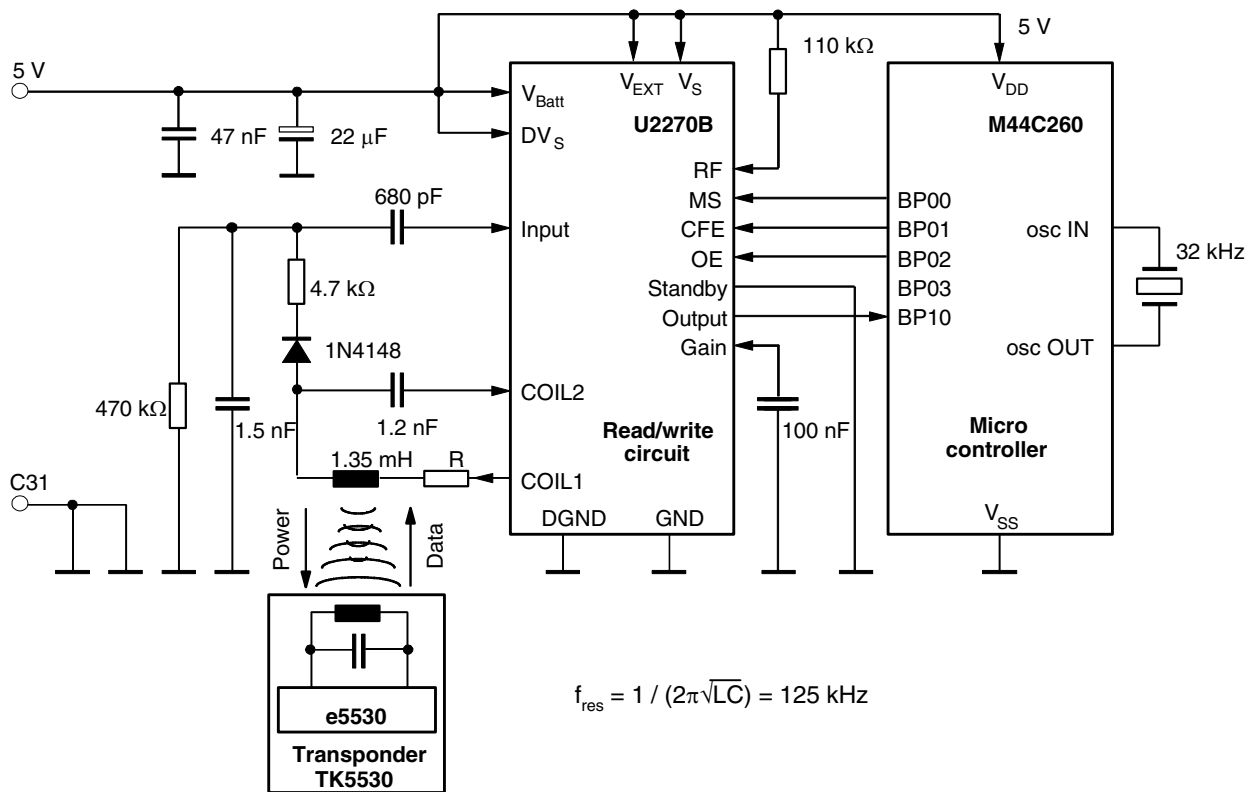 5 V
110 kΩ
5 V
V_Batt
V_EXT
V_S
V_DD
47 nF
22 μF
DV_S
U2270B
M44C260
RF
680 pF
MS
BP00
Input
CFE
BP01
osc IN
OE
BP02
32 kHz
4.7 kΩ
Standby
BP03
Output
BP10
1N4148
Gain
osc OUT
470 kΩ
COIL2
1.5 nF
1.2 nF
Read/write
circuit
100 nF
Micro
controller
1.35 mH
R
COIL1
C31
DGND
GND
V_SS
Power
Data
f_res = 1 / (2π√LC) = 125 kHz
e5530
Transponder
TK5530